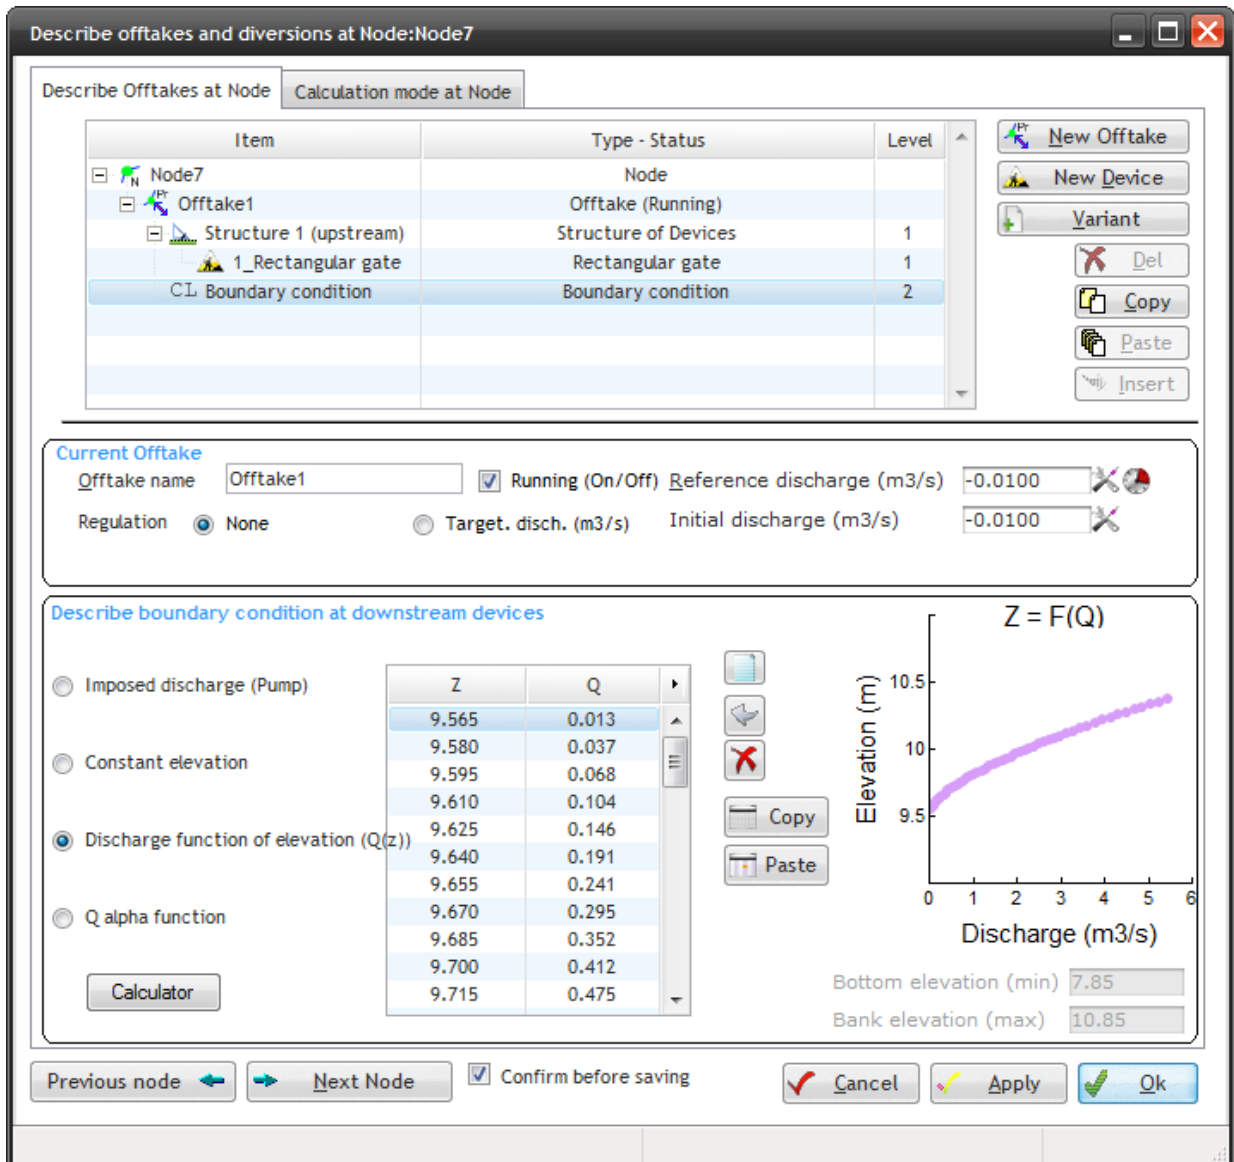 Describe offtakes and diversions at Node:Node7
Describe Offtakes at Node
Calculation mode at Node
Item Type - Status Level
Node7 Node
Offtake1 Offtake (Running)
Structure 1 (upstream) Structure of Devices 1
1_Rectangular gate Rectangular gate 1
CL Boundary condition Boundary condition 2
New Offtake
New Device
Variant
Del
Copy
Paste
Insert
Current Offtake
Offtake name Offtake1 Running (On/Off) Reference discharge (m3/s) -0.0100
Regulation None Target. disch. (m3/s) Initial discharge (m3/s) -0.0100
Describe boundary condition at downstream devices
Imposed discharge (Pump)
Constant elevation
Discharge function of elevation (Q(z))
Q alpha function
Calculator
Z Q
9.565 0.013
9.580 0.037
9.595 0.068
9.610 0.104
9.625 0.146
9.640 0.191
9.655 0.241
9.670 0.295
9.685 0.352
9.700 0.412
9.715 0.475
Copy
Paste
Z = F(Q)
Elevation (m)
10.5
10
9.5
0 1 2 3 4 5 6
Discharge (m3/s)
Bottom elevation (min) 7.85
Bank elevation (max) 10.85
Previous node
Next Node
Confirm before saving
Cancel
Apply
Ok